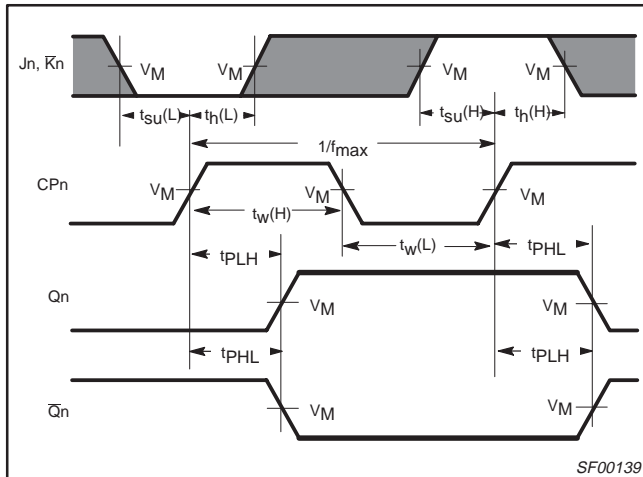 Jn, K̅n
VM VM VM VM
tsu(L) th(L) tsu(H) th(H)
1/fmax
CPn VM VM VM
tw(H)
tw(L)
tPLH tPHL
Qn VM VM
tPHL tPLH
Q̅n VM VM
SF00139